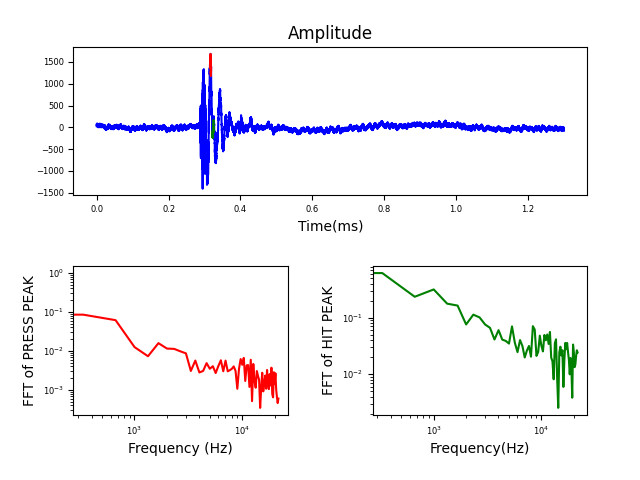 Amplitude
1500
1000
500
0
−500
−1000
−1500
0.0 0.2 0.4 0.6 0.8 1.0 1.2
Time(ms)
FFT of PRESS PEAK
10⁰
10⁻¹
10⁻²
10⁻³
10³ 10⁴
Frequency (Hz)
FFT of HIT PEAK
10⁻¹
10⁻²
10³ 10⁴
Frequency(Hz)